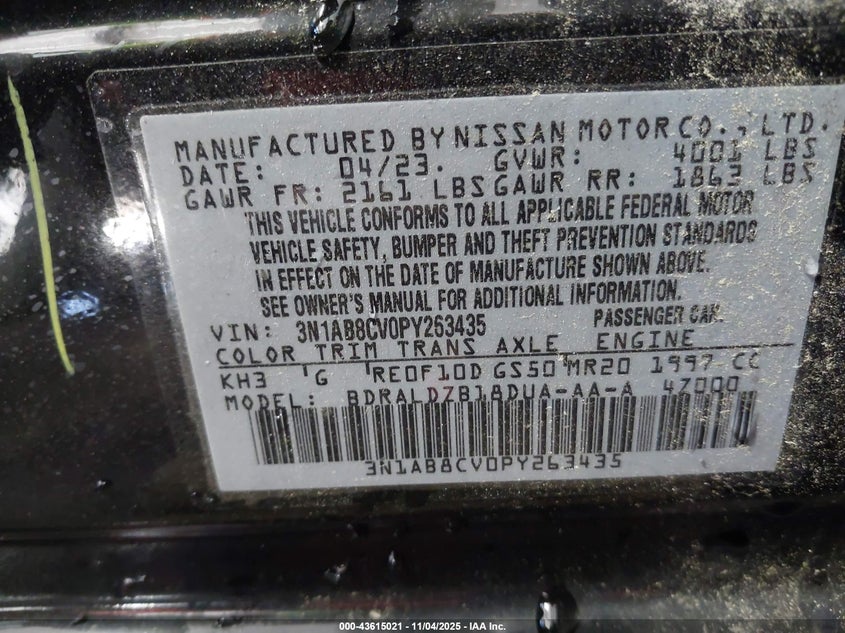 MANUFACTURED BY NISSAN MOTOR CO., LTD.
DATE: 04/23. GVWR: 4001 LBS
GAWR FR: 2161 LBS GAWR RR: 1863 LBS
THIS VEHICLE CONFORMS TO ALL APPLICABLE FEDERAL MOTOR
VEHICLE SAFETY, BUMPER AND THEFT PREVENTION STANDARDS
IN EFFECT ON THE DATE OF MANUFACTURE SHOWN ABOVE.
SEE OWNER'S MANUAL FOR ADDITIONAL INFORMATION.
VIN: 3N1AB8CV0PY263435 PASSENGER CAR.
COLOR TRIM TRANS AXLE ENGINE
KH3 'G 'RE0F10D GS50 'MR20 1997 CC
MODEL: BDRALDZB18DUA-AA-A 47000
3N1AB8CV0PY263435
000-43615021 - 11/04/2025 - IAA Inc.